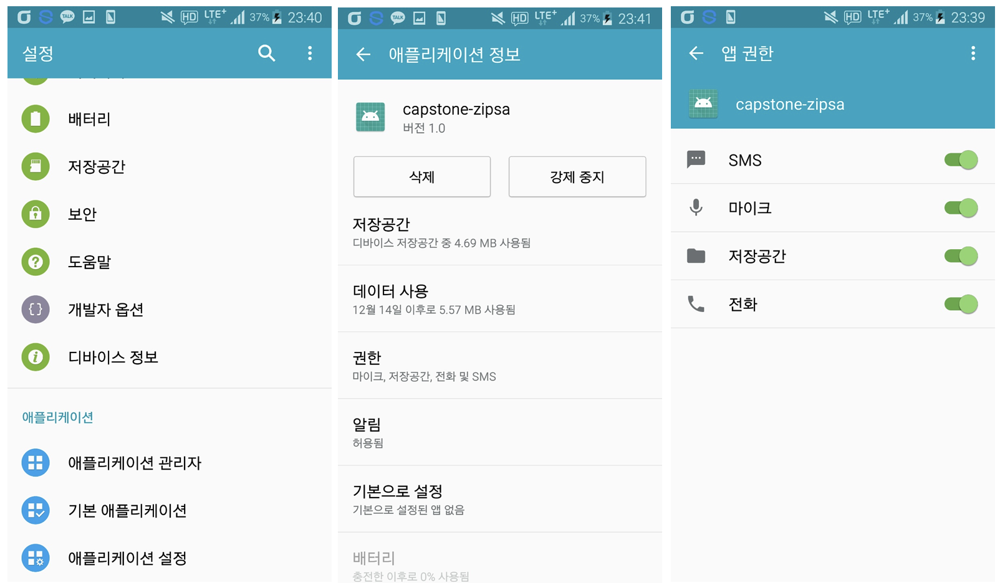 TALK HD LTE+ 37% 23:40
설정
배터리
저장공간
보안
도움말
개발자 옵션
디바이스 정보
애플리케이션
애플리케이션 관리자
기본 애플리케이션
애플리케이션 설정
TALK HD LTE+ 37% 23:41
애플리케이션 정보
capstone-zipsa
버전 1.0
삭제
강제 중지
저장공간
디바이스 저장공간 중 4.69 MB 사용됨
데이터 사용
12월 14일 이후로 5.57 MB 사용됨
권한
마이크, 저장공간, 전화 및 SMS
알림
허용됨
기본으로 설정
기본으로 설정된 앱 없음
배터리
충전한 이후로 0% 사용됨
HD LTE+ 37% 23:39
앱 권한
capstone-zipsa
SMS
마이크
저장공간
전화